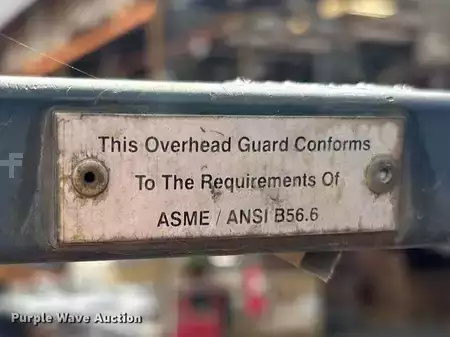 This Overhead Guard Conforms
To The Requirements Of
ASME / ANSI B56.6
Purple Wave Auction